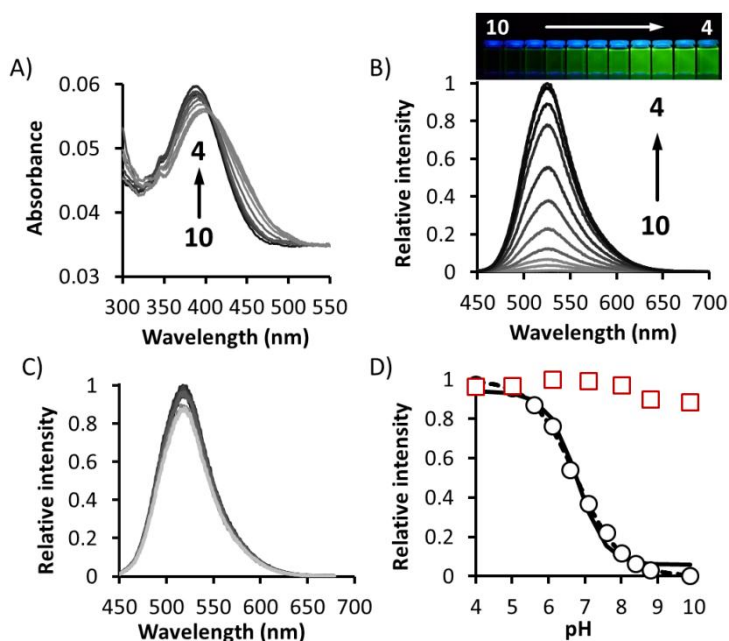 A)
0.06
0.05
0.04
0.03
Absorbance
4
10
300 350 400 450 500 550
Wavelength (nm)
10 4
B)
1
0.8
0.6
0.4
0.2
0
Relative intensity
4
10
450 500 550 600 650 700
Wavelength (nm)
C)
1
0.8
0.6
0.4
0.2
0
Relative intensity
450 500 550 600 650 700
Wavelength (nm)
D)
1
0.8
0.6
0.4
0.2
0
Relative intensity
4 5 6 7 8 9 10
pH